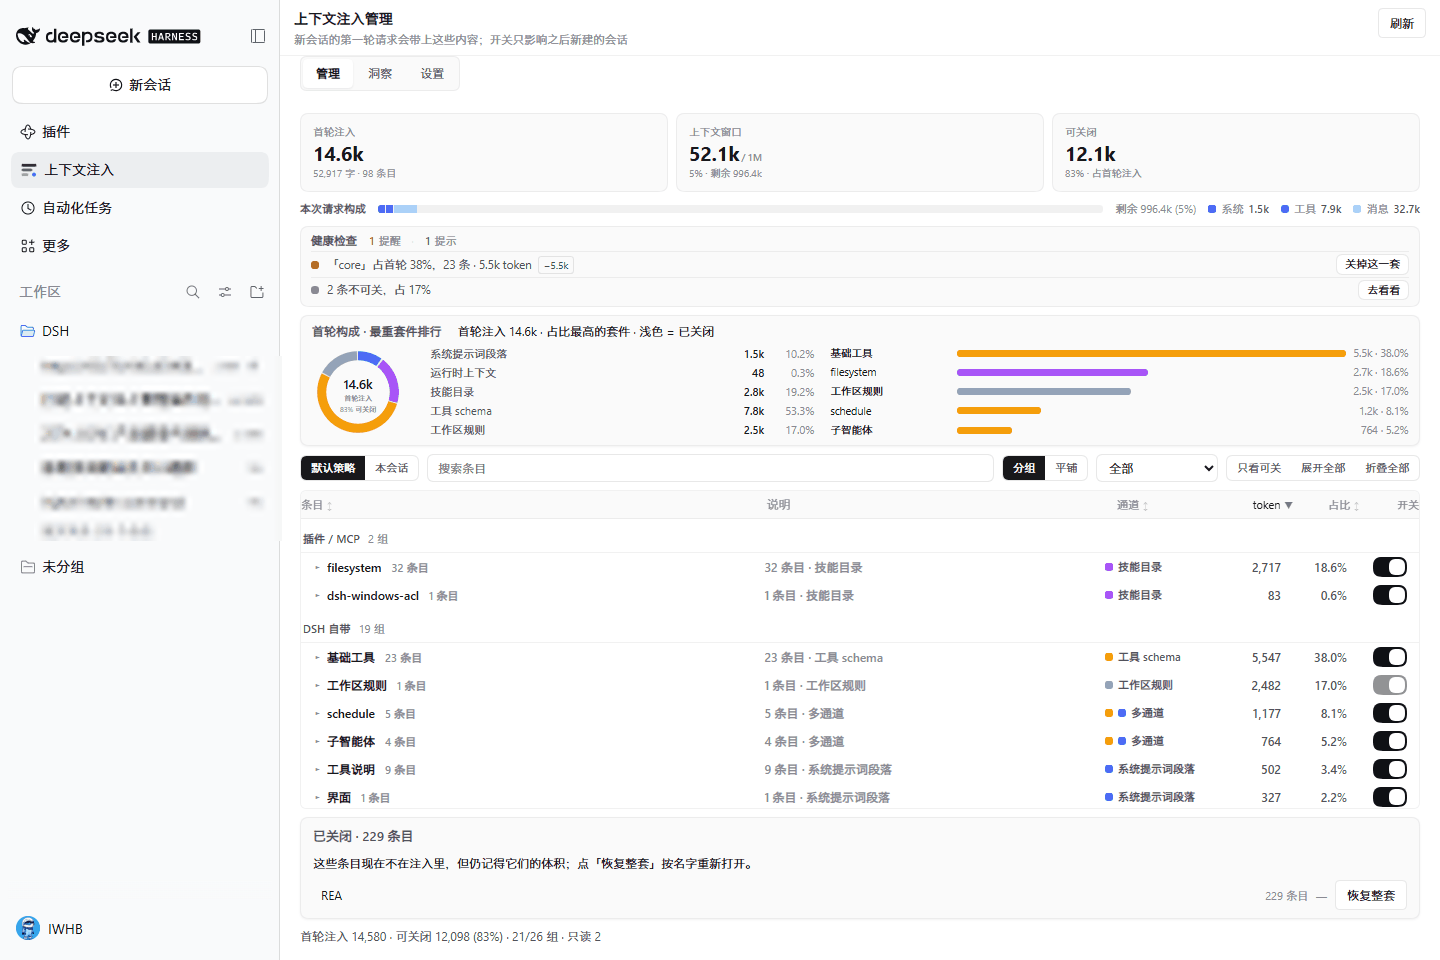 deepseek HARNESS
新会话
插件
上下文注入
自动化任务
更多
工作区
DSH
未分组
IWHB
上下文注入管理
新会话的第一轮请求会带上这些内容；开关只影响之后新建的会话
刷新
管理 洞察 设置
首轮注入
14.6k
52,917 字 · 98 条目
上下文窗口
52.1k / 1M
5% · 剩余 996.4k
可关闭
12.1k
83% · 占首轮注入
本次请求构成 剩余 996.4k (5%) 系统 1.5k 工具 7.9k 消息 32.7k
健康检查 1 提醒 · 1 提示
「core」占首轮 38%，23 条 · 5.5k token −5.5k 关掉这一套
2 条不可关，占 17% 去看看
首轮构成 · 最重套件排行 首轮注入 14.6k · 占比最高的套件 · 浅色 = 已关闭
14.6k
首轮注入
83% 可关闭
系统提示词段落 1.5k 10.2%
运行时上下文 48 0.3%
技能目录 2.8k 19.2%
工具 schema 7.8k 53.3%
工作区规则 2.5k 17.0%
基础工具 5.5k · 38.0%
filesystem 2.7k · 18.6%
工作区规则 2.5k · 17.0%
schedule 1.2k · 8.1%
子智能体 764 · 5.2%
默认策略 本会话 搜索条目 分组 平铺 全部 只看可关 展开全部 折叠全部
条目 ↕ 说明 通道 ↕ token ▼ 占比 ↕ 开关
插件 / MCP 2 组
filesystem 32 条目 32 条目 · 技能目录 技能目录 2,717 18.6%
dsh-windows-acl 1 条目 1 条目 · 技能目录 技能目录 83 0.6%
DSH 自带 19 组
基础工具 23 条目 23 条目 · 工具 schema 工具 schema 5,547 38.0%
工作区规则 1 条目 1 条目 · 工作区规则 工作区规则 2,482 17.0%
schedule 5 条目 5 条目 · 多通道 多通道 1,177 8.1%
子智能体 4 条目 4 条目 · 多通道 多通道 764 5.2%
工具说明 9 条目 9 条目 · 系统提示词段落 系统提示词段落 502 3.4%
界面 1 条目 1 条目 · 系统提示词段落 系统提示词段落 327 2.2%
已关闭 · 229 条目
这些条目现在不在注入里，但仍记得它们的体积；点「恢复整套」按名字重新打开。
REA 229 条目 — 恢复整套
首轮注入 14,580 · 可关闭 12,098 (83%) · 21/26 组 · 只读 2